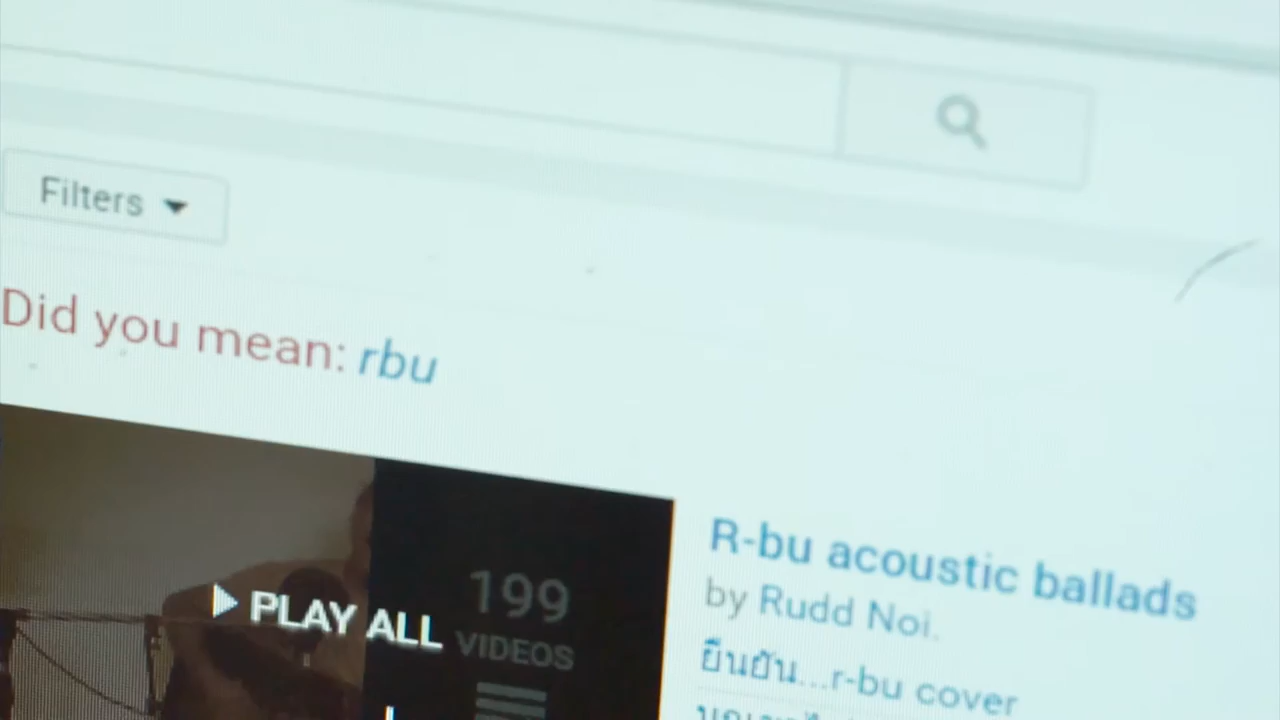 Filters
Did you mean: rbu
199
PLAY ALL
VIDEOS
R-bu acoustic ballads
by Rudd Noi.
ยืนยัน...r-bu cover